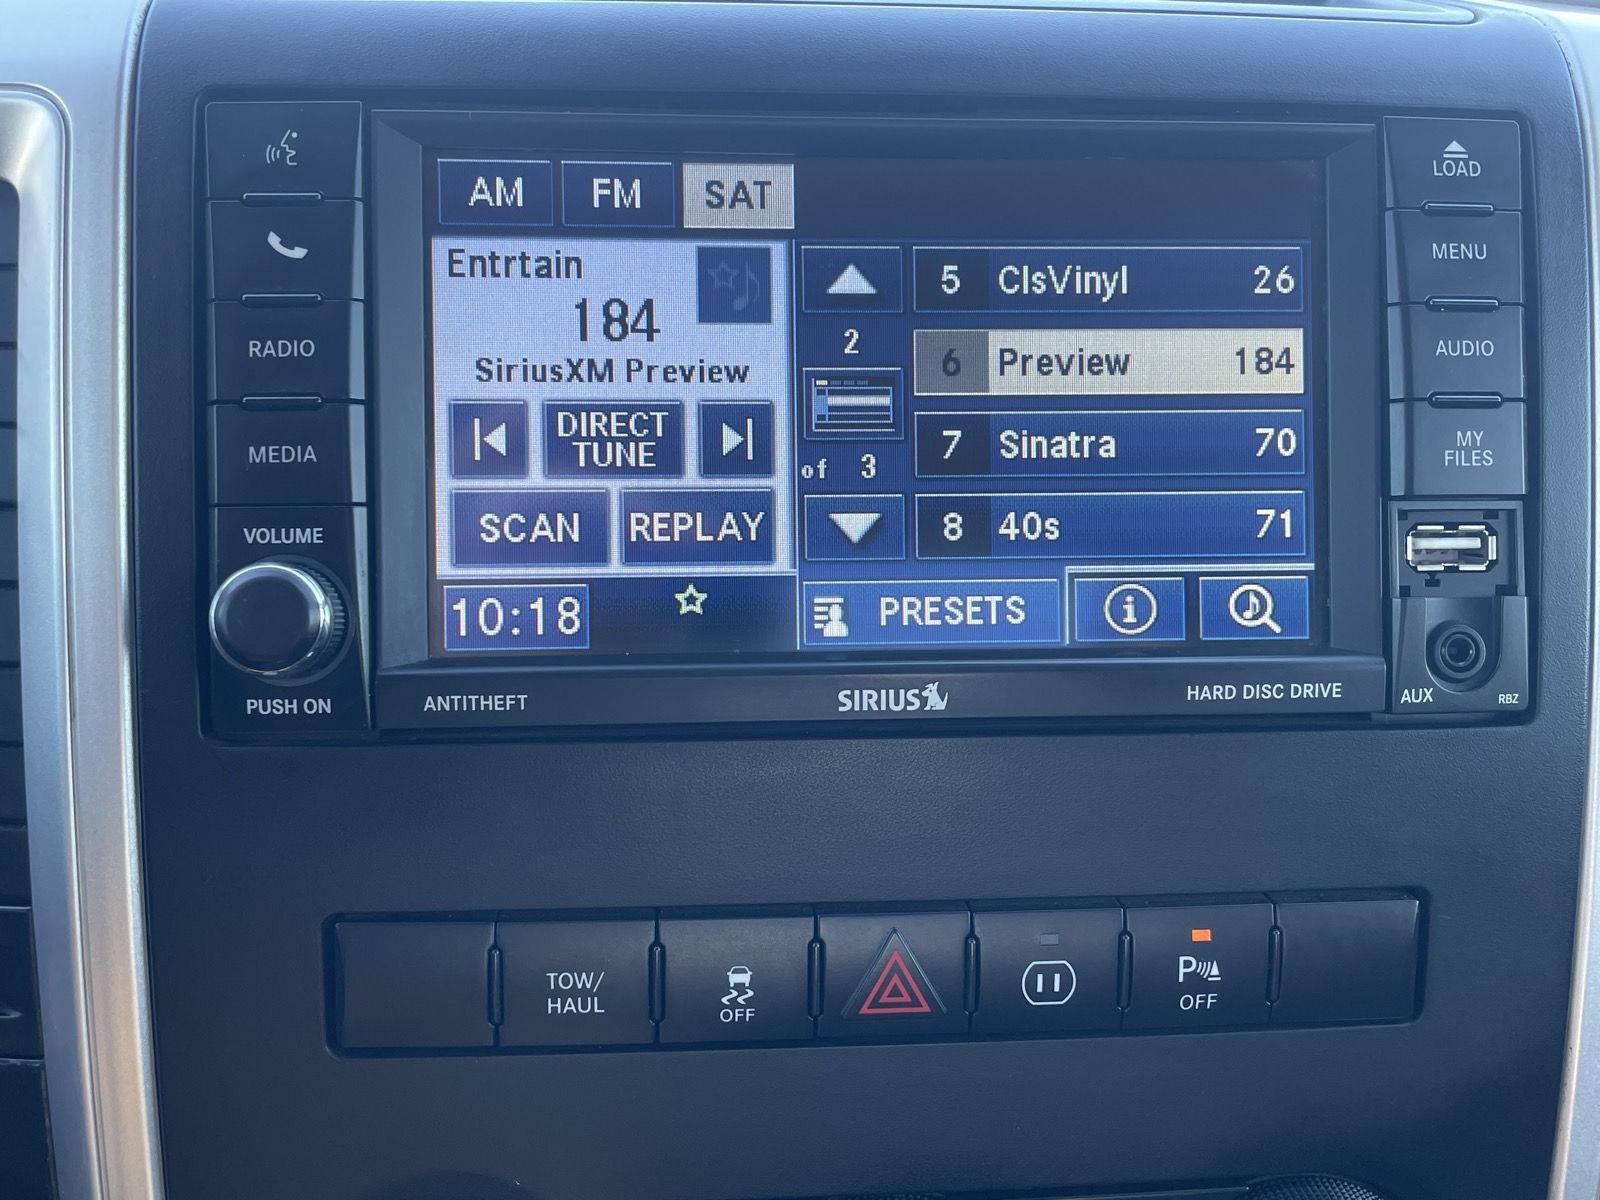 RADIO
MEDIA
VOLUME
PUSH ON
AM FM SAT
Entrtain
184
SiriusXM Preview
DIRECT
TUNE
SCAN REPLAY
10:18
2
of 3
5 ClsVinyl 26
6 Preview 184
7 Sinatra 70
8 40s 71
PRESETS
i
ANTITHEFT
SIRIUS
HARD DISC DRIVE
LOAD
MENU
AUDIO
MY
FILES
AUX
RBZ
TOW/
HAUL
OFF
P
OFF